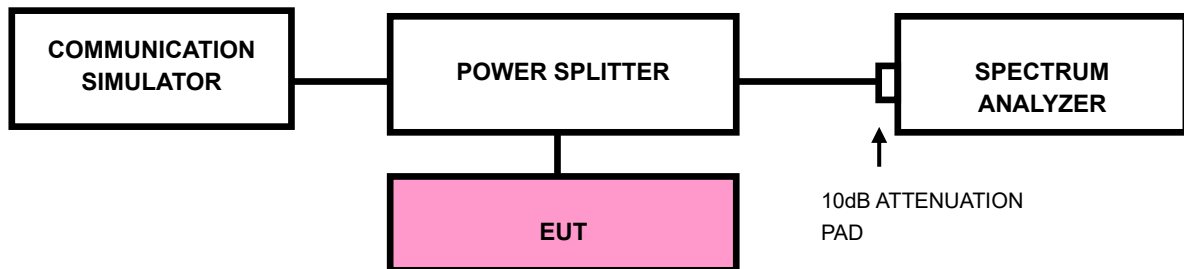 COMMUNICATION
SIMULATOR
POWER SPLITTER
SPECTRUM
ANALYZER
EUT
10dB ATTENUATION
PAD